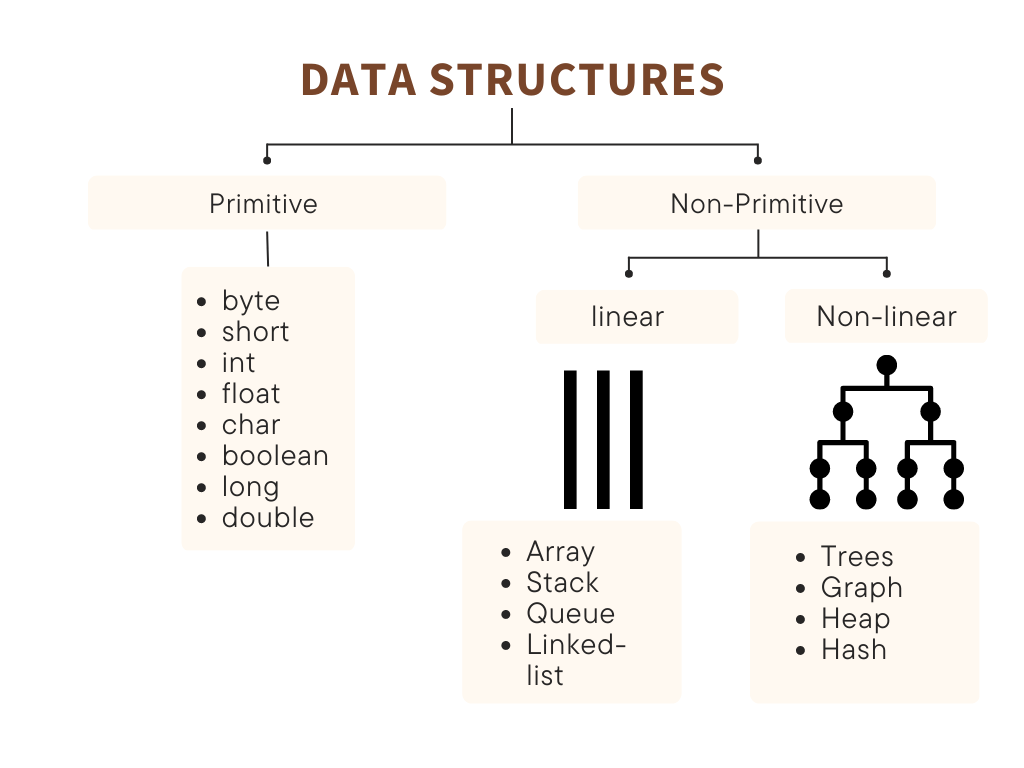 DATA STRUCTURES
Primitive
Non-Primitive
byte
short
int
float
char
boolean
long
double
linear
Non-linear
Array
Stack
Queue
Linked-
list
Trees
Graph
Heap
Hash